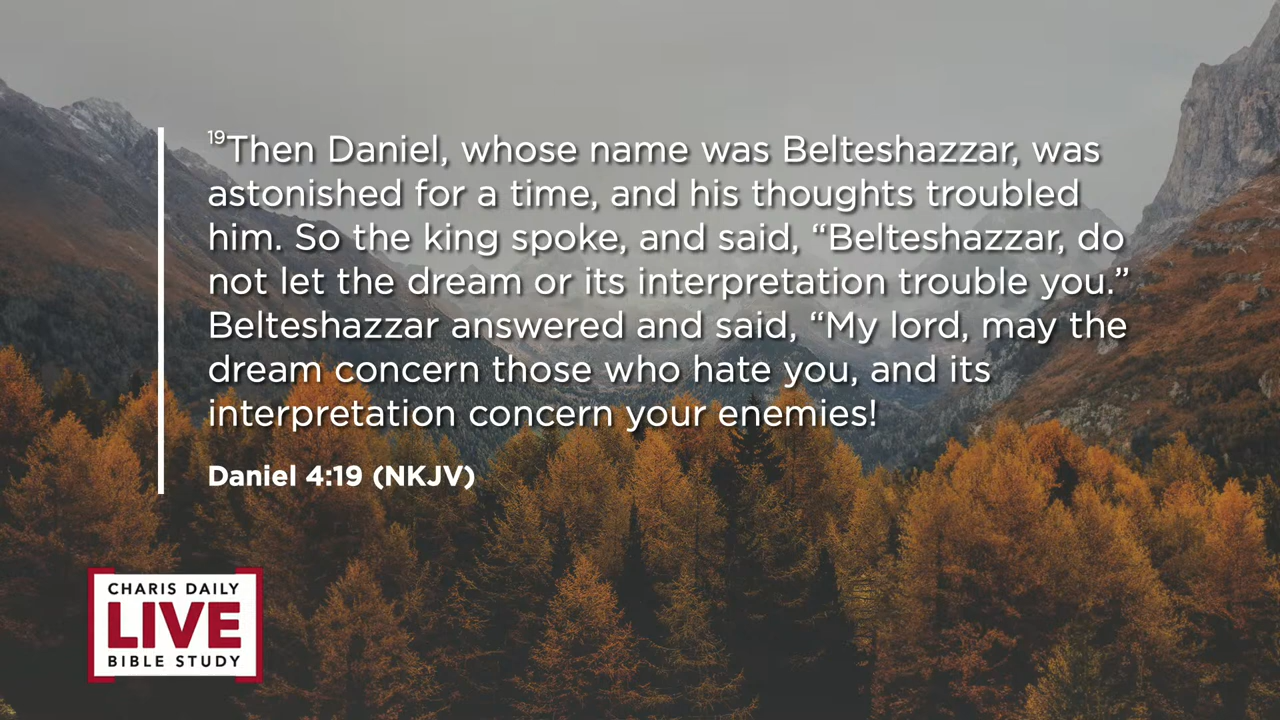 19Then Daniel, whose name was Belteshazzar, was
astonished for a time, and his thoughts troubled
him. So the king spoke, and said, “Belteshazzar, do
not let the dream or its interpretation trouble you.”
Belteshazzar answered and said, “My lord, may the
dream concern those who hate you, and its
interpretation concern your enemies!
Daniel 4:19 (NKJV)
CHARIS DAILY
LIVE
BIBLE STUDY